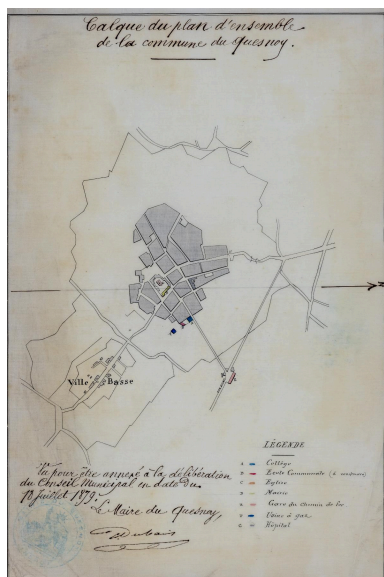 Calque du plan d'ensemble
de la commune du Quesnoy.
Ville Basse
LÉGENDE
A Collège
B École Communale
C Église
D Mairie
Gare du chemin de fer
Usine à gaz
G Hôpital
Vu pour être annexé à la délibération
du Conseil Municipal en date du
18 Juillet 1879.
Le Maire du Quesnoy,